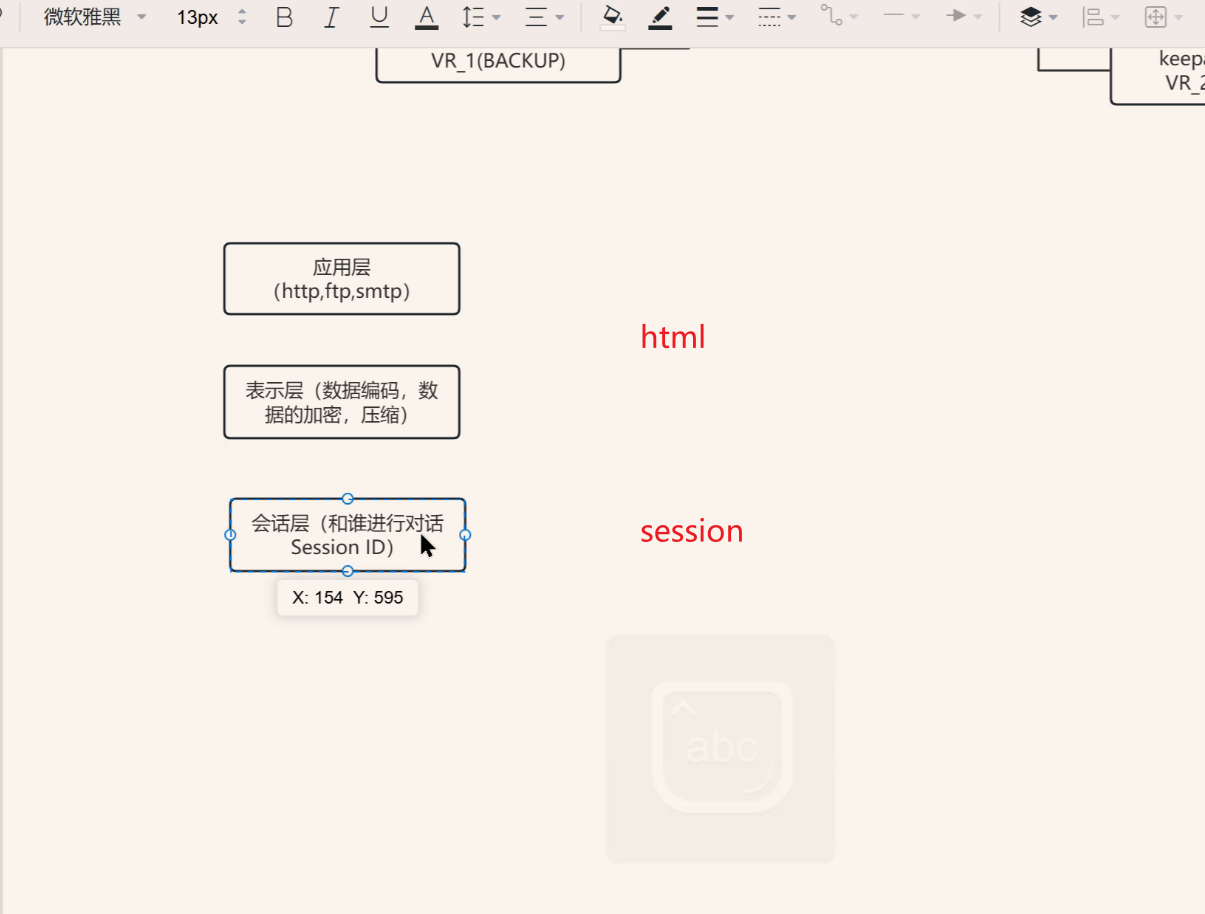 微软雅黑 13px B I U A
VR_1(BACKUP)
VR_2
应用层
（http,ftp,smtp）
html
表示层（数据编码，数
据的加密，压缩）
会话层（和谁进行对话
Session ID）
session
X: 154 Y: 595
abc